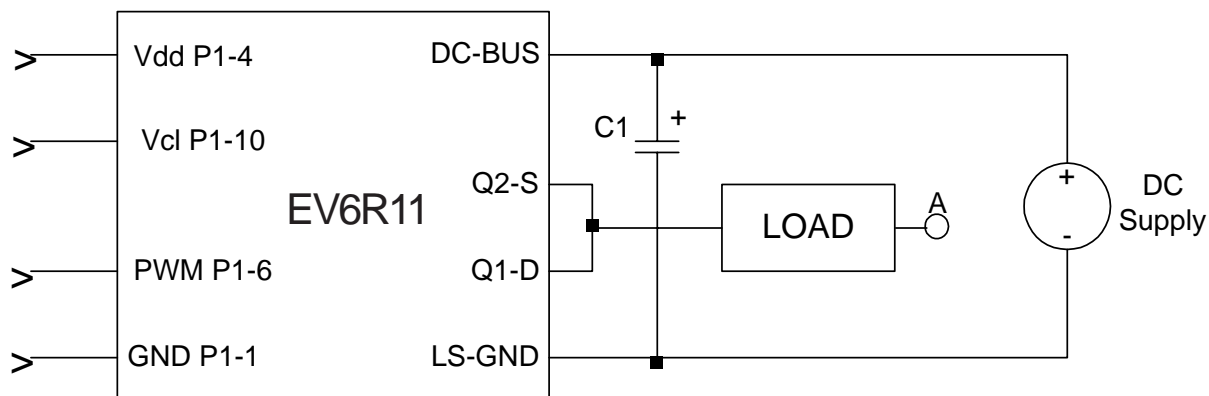 Vdd P1-4
DC-BUS
Vcl P1-10
C1
+
Q2-S
EV6R11
LOAD
A
+
-
DC
Supply
PWM P1-6
Q1-D
GND P1-1
LS-GND